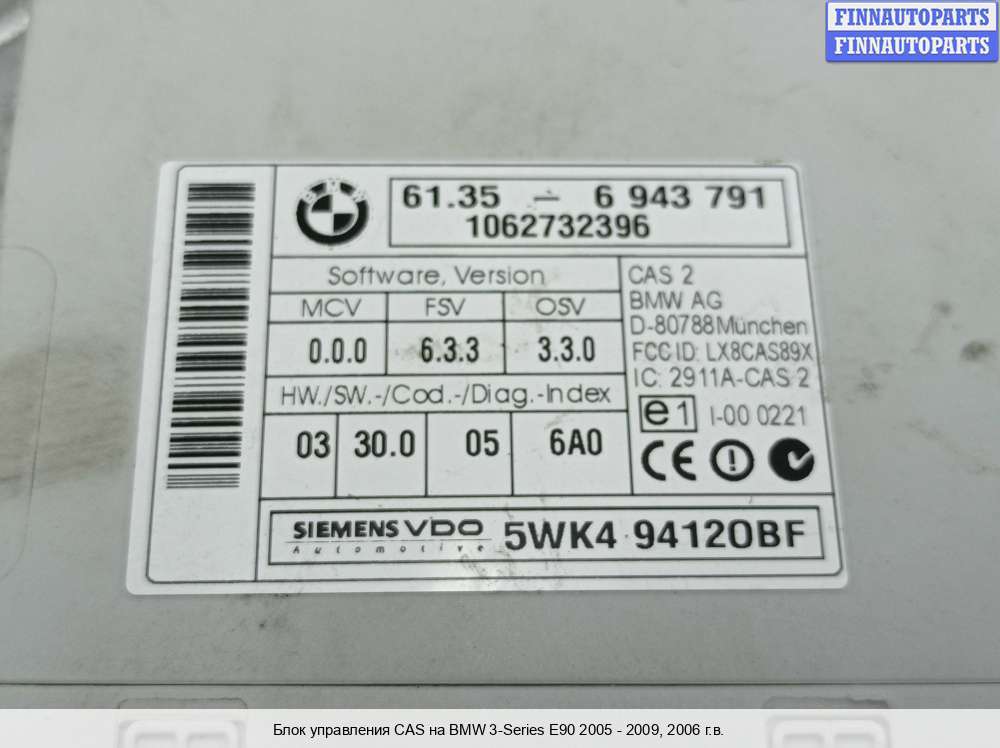 FINNAUTOPARTS
FINNAUTOPARTS
BMW
61.35 – 6 943 791
1062732396
Software, Version
MCV FSV OSV
0.0.0 6.3.3 3.3.0
HW./SW.-/Cod.-/Diag.-Index
03 30.0 05 6A0
CAS 2
BMW AG
D-80788 München
FCC ID: LX8CAS89X
IC: 2911A-CAS 2
e1 I-00 0221
CE
SIEMENS VDO 5WK4 94120BF
Automotive
Блок управления CAS на BMW 3-Series E90 2005 - 2009, 2006 г.в.